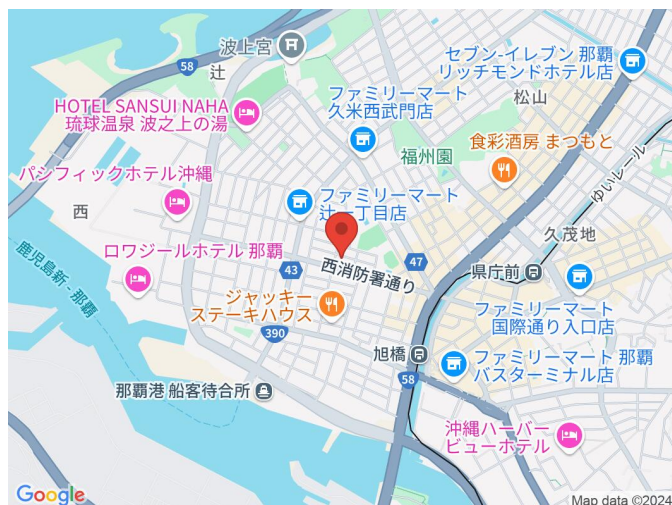 波上宮
58
辻
セブン-イレブン 那覇
リッチモンドホテル店
松山
HOTEL SANSUI NAHA
琉球温泉 波之上の湯
ファミリーマート
久米西武門店
食彩酒房 まつもと
福州園
ゆいレール
パシフィックホテル沖縄
西
ファミリーマート
辻一丁目店
久茂地
ロワジールホテル 那覇
47
鹿児島新-那覇
43
西消防署通り
県庁前
ジャッキー
ステーキハウス
ファミリーマート
国際通り入口店
390
旭橋
ファミリーマート 那覇
バスターミナル店
58
那覇港 船客待合所
沖縄ハーバー
ビューホテル
Google
Map data ©2024